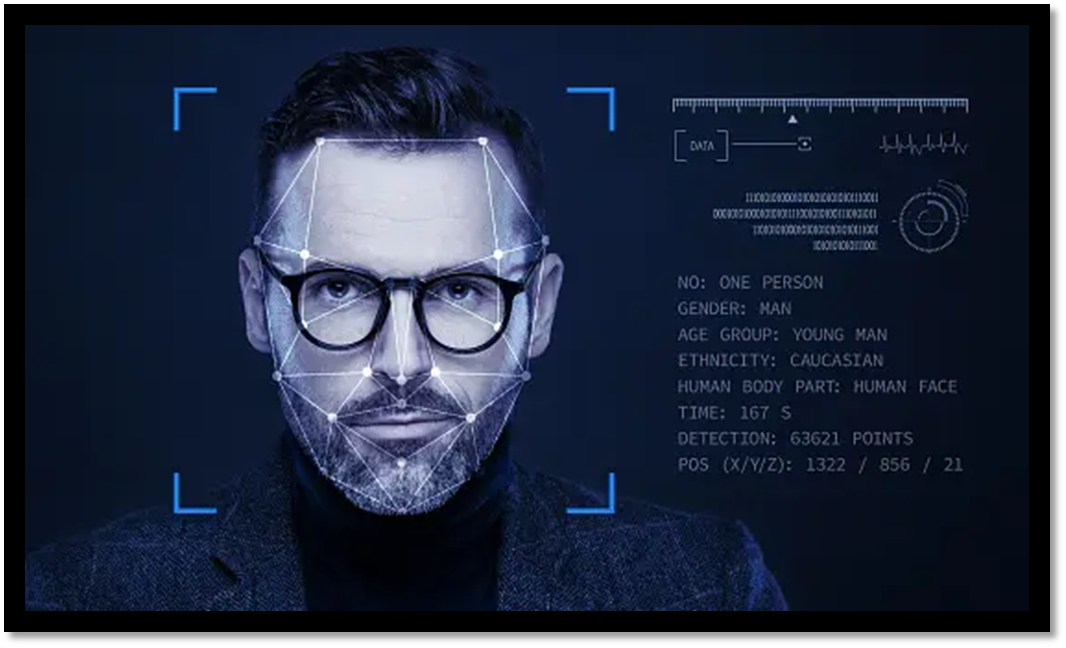 DATA
NO: ONE PERSON
GENDER: MAN
AGE GROUP: YOUNG MAN
ETHNICITY: CAUCASIAN
HUMAN BODY PART: HUMAN FACE
TIME: 167 S
DETECTION: 63621 POINTS
POS (X/Y/Z): 1322 / 856 / 21